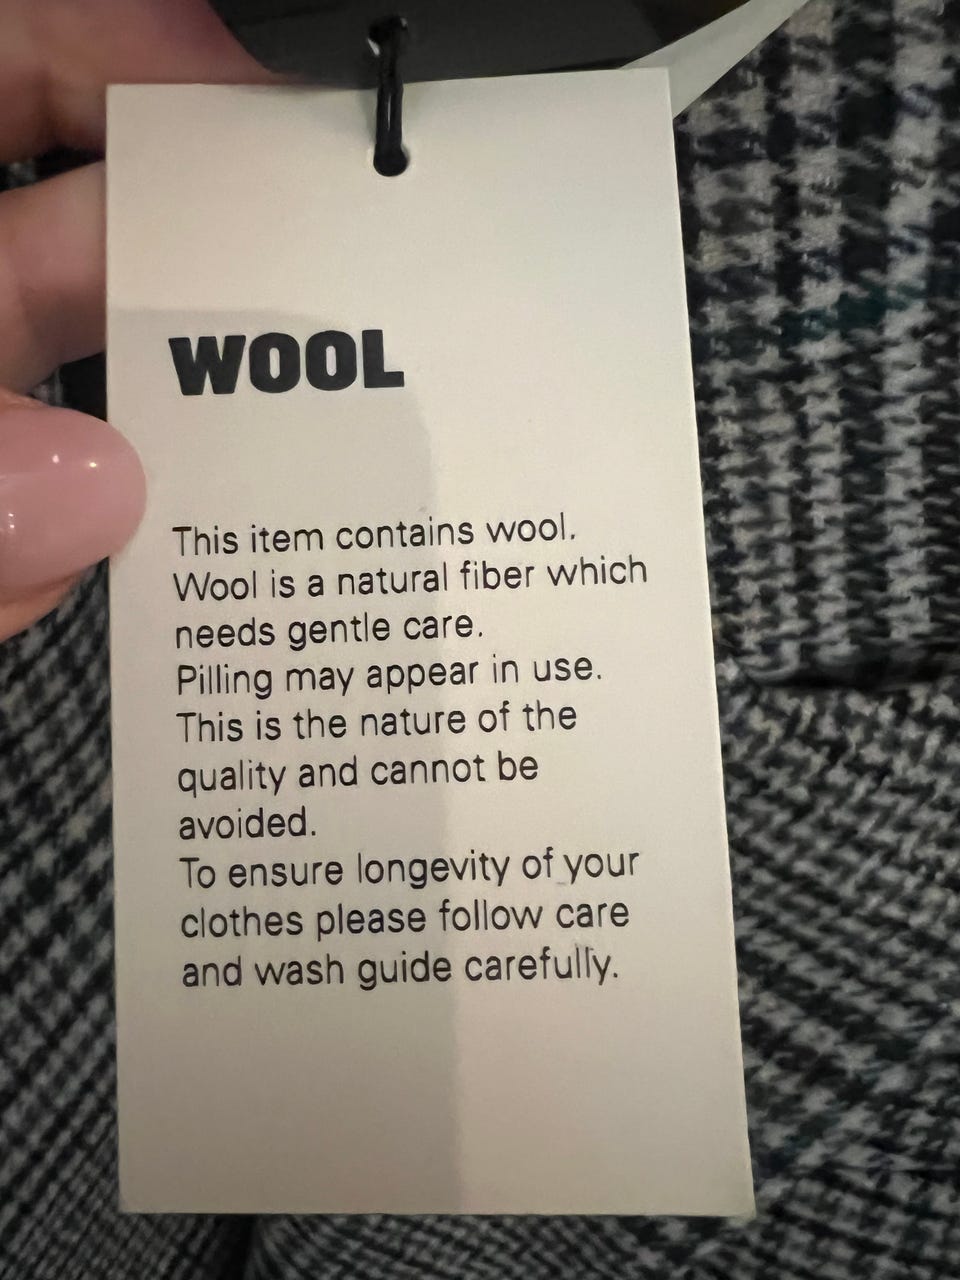 WOOL
This item contains wool.
Wool is a natural fiber which
needs gentle care.
Pilling may appear in use.
This is the nature of the
quality and cannot be
avoided.
To ensure longevity of your
clothes please follow care
and wash guide carefully.